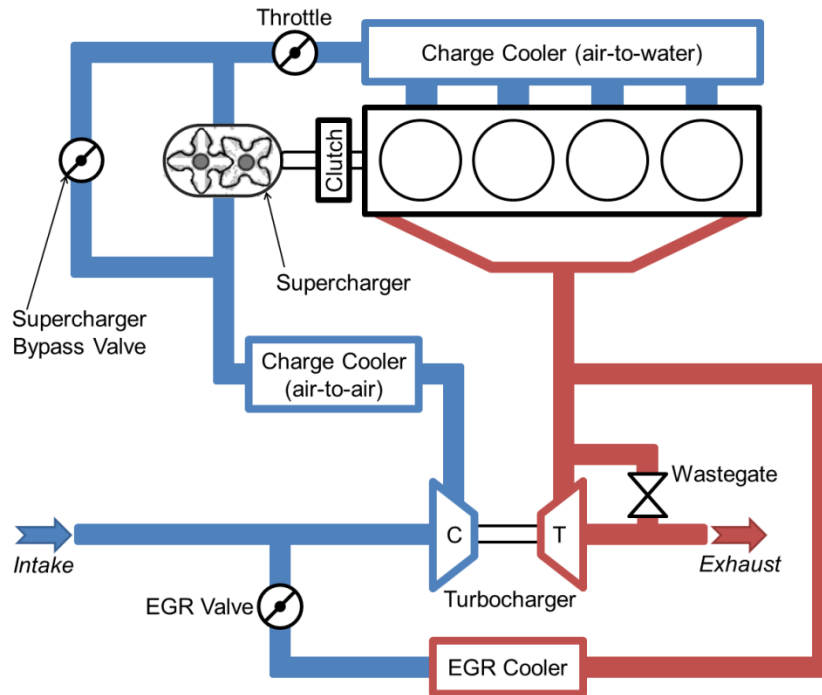 Throttle
Charge Cooler (air-to-water)
Clutch
Supercharger
Supercharger
Bypass Valve
Charge Cooler
(air-to-air)
Wastegate
C
T
Intake
Exhaust
Turbocharger
EGR Valve
EGR Cooler